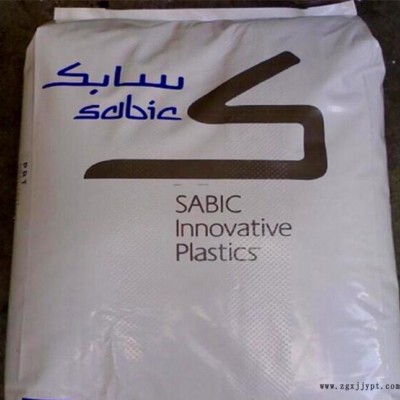 سابك
sabic
SABIC
Innovative
Plastics
www.zgxjjypt.com